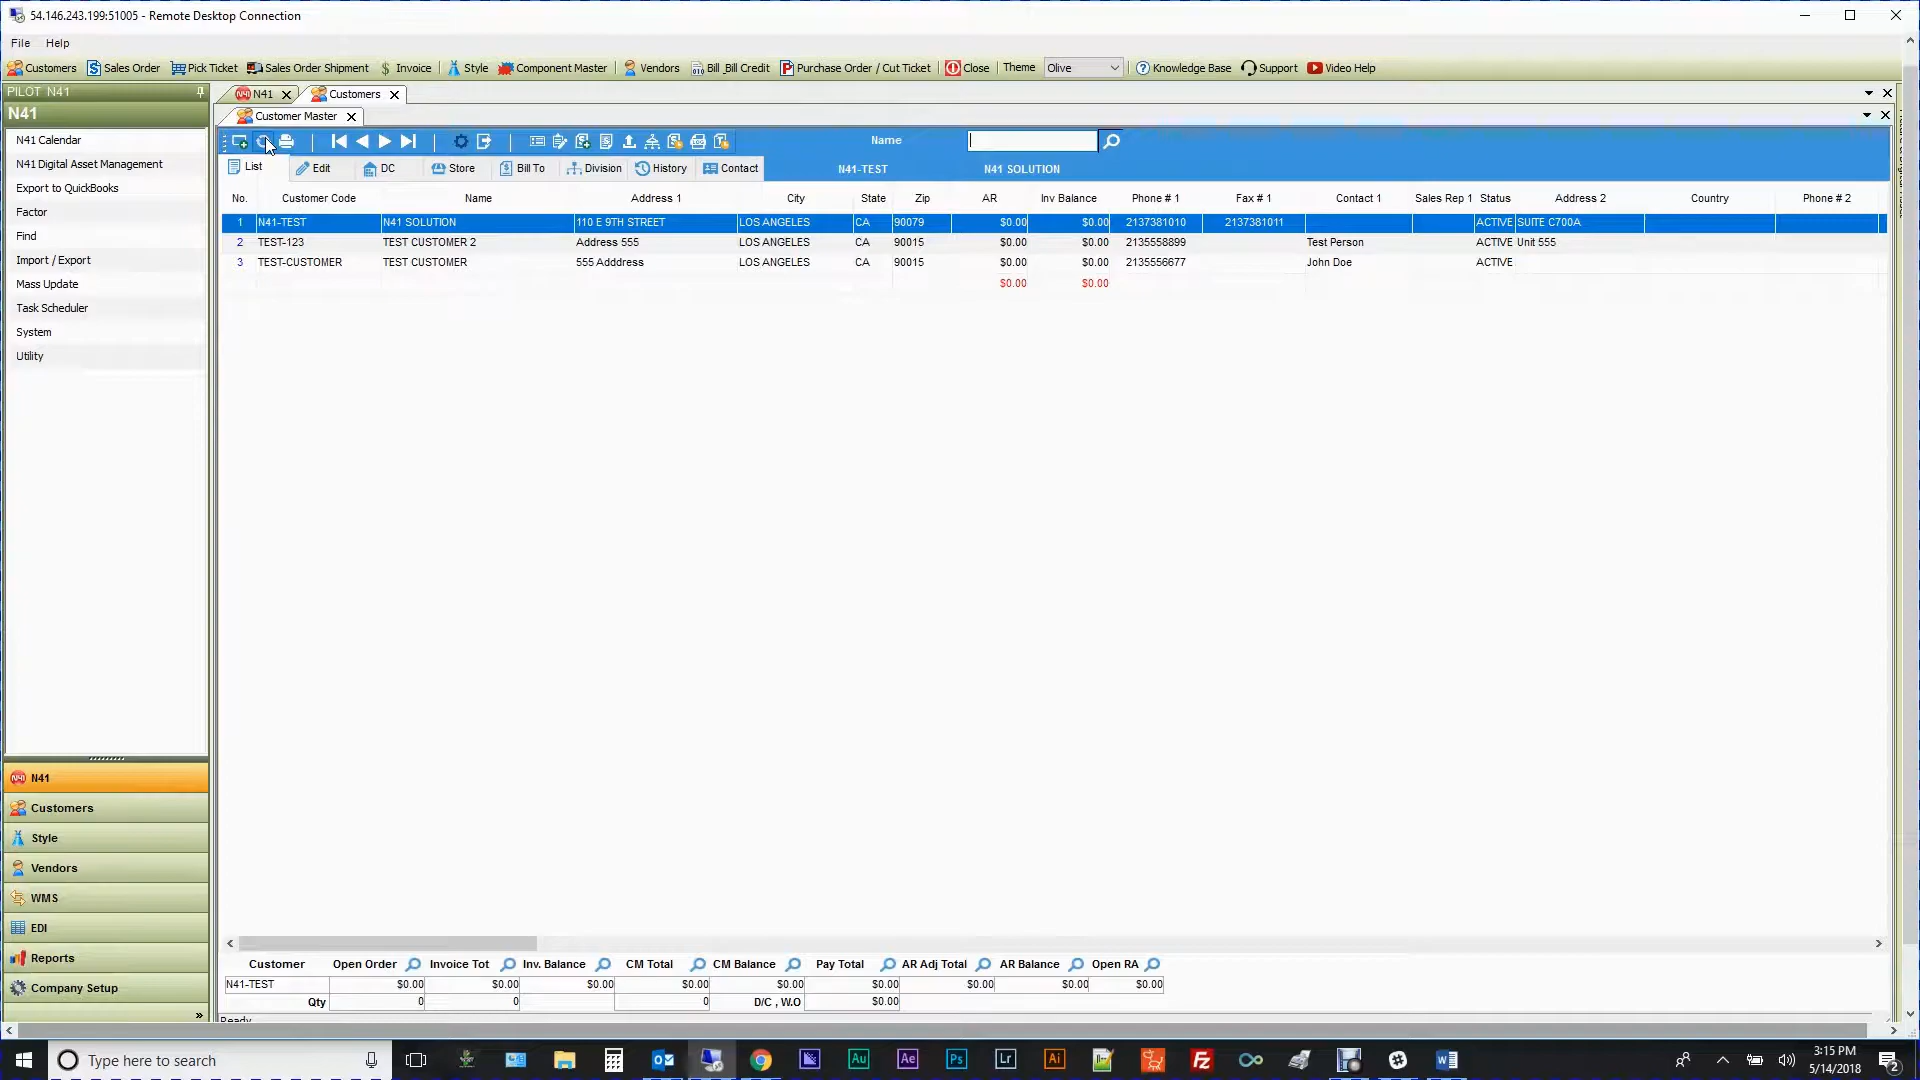 54.146.243.199:51005 - Remote Desktop Connection
File Help
Customers Sales Order Pick Ticket Sales Order Shipment Invoice Style Component Master Vendors Bill_Bill Credit Purchase Order / Cut Ticket Close Theme Olive Knowledge Base Support Video Help
PILOT N41
N41 Customers
N41
Customer Master
N41 Calendar
Name
N41 Digital Asset Management
List Edit DC Store Bill To Division History Contact N41-TEST N41 SOLUTION
Export to QuickBooks
No. Customer Code Name Address 1 City State Zip AR Inv Balance Phone # 1 Fax # 1 Contact 1 Sales Rep 1 Status Address 2 Country Phone # 2
Factor
1 N41-TEST N41 SOLUTION 110 E 9TH STREET LOS ANGELES CA 90079 $0.00 $0.00 2137381010 2137381011 ACTIVE SUITE C700A
Find
2 TEST-123 TEST CUSTOMER 2 Address 555 LOS ANGELES CA 90015 $0.00 $0.00 2135558899 Test Person ACTIVE Unit 555
Import / Export
3 TEST-CUSTOMER TEST CUSTOMER 555 Adddress LOS ANGELES CA 90015 $0.00 $0.00 2135556677 John Doe ACTIVE
Mass Update
$0.00 $0.00
Task Scheduler
System
Utility
N41
Customers
Style
Vendors
WMS
EDI
Reports
Company Setup
Customer Open Order Invoice Tot Inv. Balance CM Total CM Balance Pay Total AR Adj Total AR Balance Open RA
N41-TEST $0.00 $0.00 $0.00 $0.00 $0.00 $0.00 $0.00 $0.00 $0.00
Qty 0 0 0 D/C , W.O $0.00
Ready
Type here to search
3:15 PM
5/14/2018
2